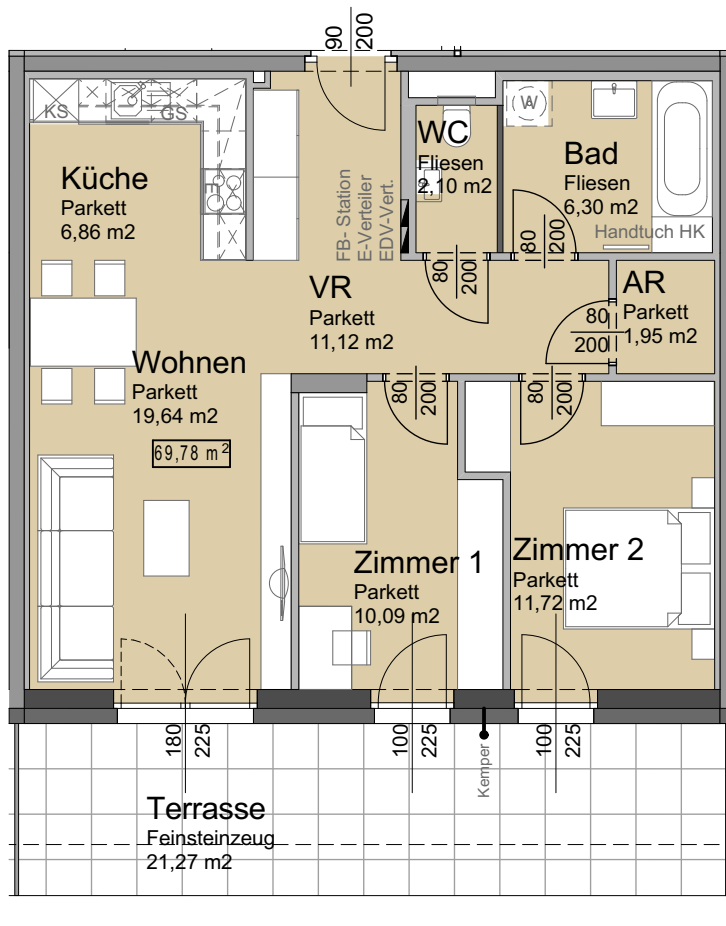 90
200
KS
GS
E
Küche
Parkett
6,86 m2
FB- Station
E-Verteiler
EDV-Vert.
WC
Fliesen
2,10 m2
W
Bad
Fliesen
6,30 m2
Handtuch HK
80
200
80
200
VR
Parkett
11,12 m2
AR
Parkett
1,95 m2
80
200
Wohnen
Parkett
19,64 m2
69,78 m²
80
200
80
200
Zimmer 1
Parkett
10,09 m2
Zimmer 2
Parkett
11,72 m2
180
225
100
225
Kemper
100
225
Terrasse
Feinsteinzeug
21,27 m2